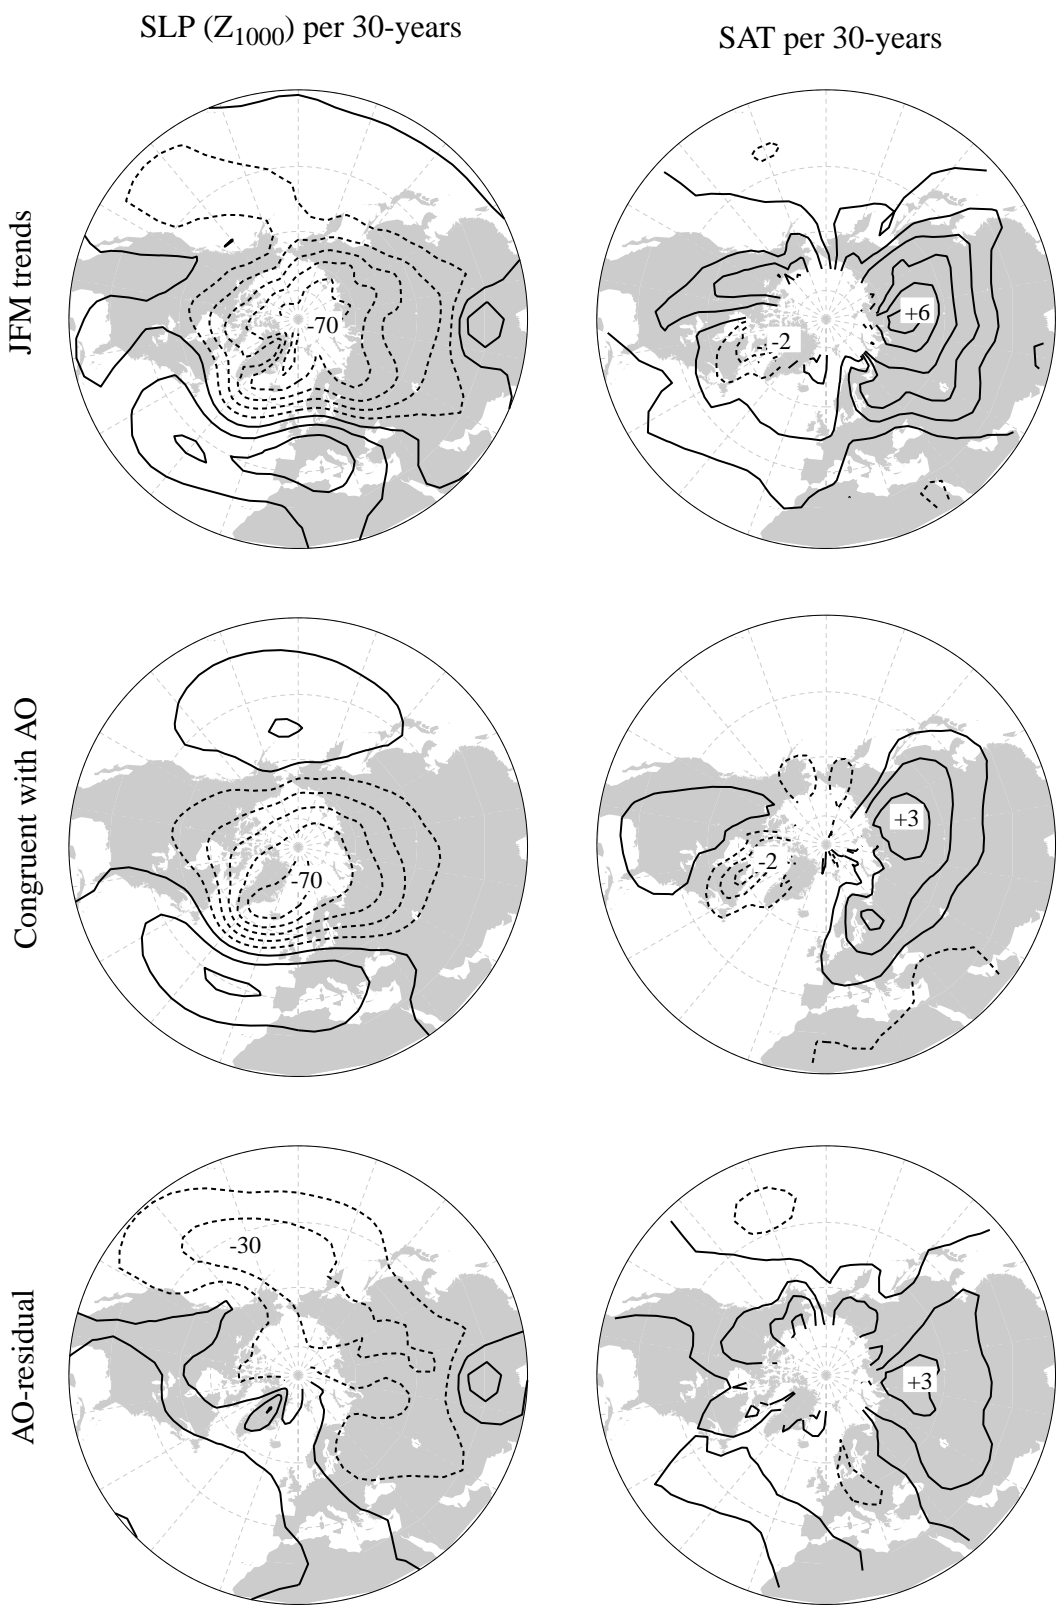 SLP (Z1000) per 30-years
SAT per 30-years
JFM trends
-70
-2
+6
Congruent with AO
-70
-2
+3
AO-residual
-30
+3